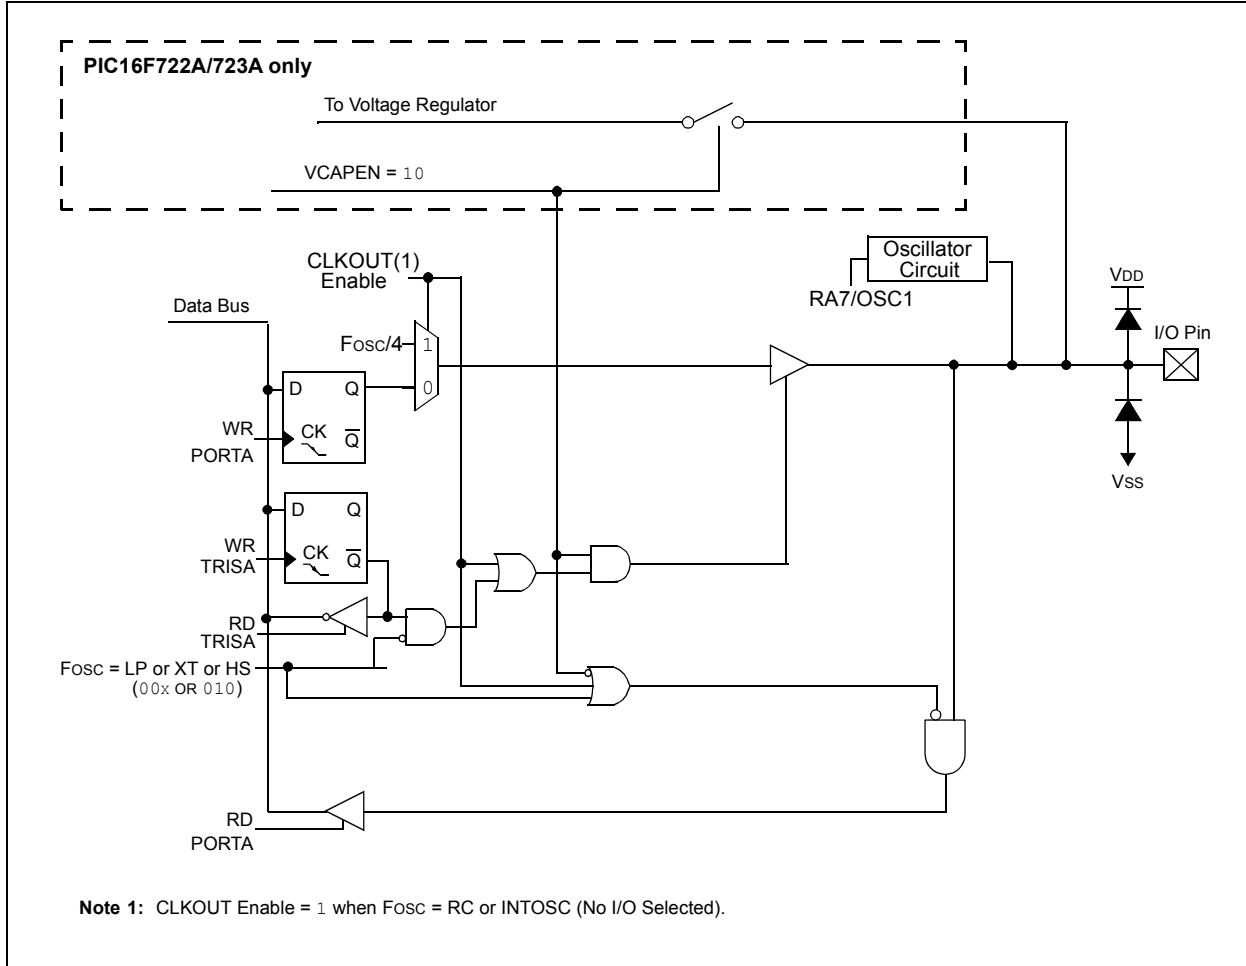 PIC16F722A/723A only
To Voltage Regulator
VCAPEN = 10
CLKOUT(1)
Enable
Oscillator
Circuit
RA7/OSC1
VDD
Data Bus
I/O Pin
FOSC/4
1
0
D
Q
WR
PORTA
CK
Q
VSS
D
Q
WR
TRISA
CK
Q
RD
TRISA
FOSC = LP or XT or HS
(00x OR 010)
RD
PORTA
Note 1: CLKOUT Enable = 1 when FOSC = RC or INTOSC (No I/O Selected).